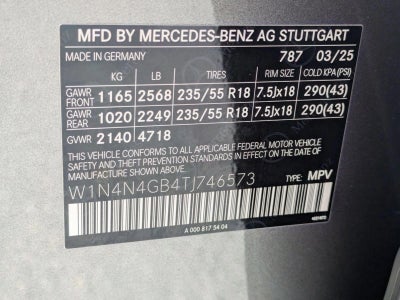 MFD BY MERCEDES-BENZ AG STUTTGART
MADE IN GERMANY 787 03/25
KG LB TIRES RIM SIZE COLD KPA (PSI)
GAWR FRONT 1165 2568 235/55 R18 7.5Jx18 290(43)
GAWR REAR 1020 2249 235/55 R18 7.5Jx18 290(43)
GVWR 2140 4718
THIS VEHICLE CONFORMS TO ALL APPLICABLE FEDERAL MOTOR VEHICLE
SAFETY AND THEFT PREVENTION STANDARDS IN EFFECT ON THE DATE OF
MANUFACTURE SHOWN ABOVE.
W1N4N4GB4TJ746573 TYPE: MPV
A 000 817 54 04